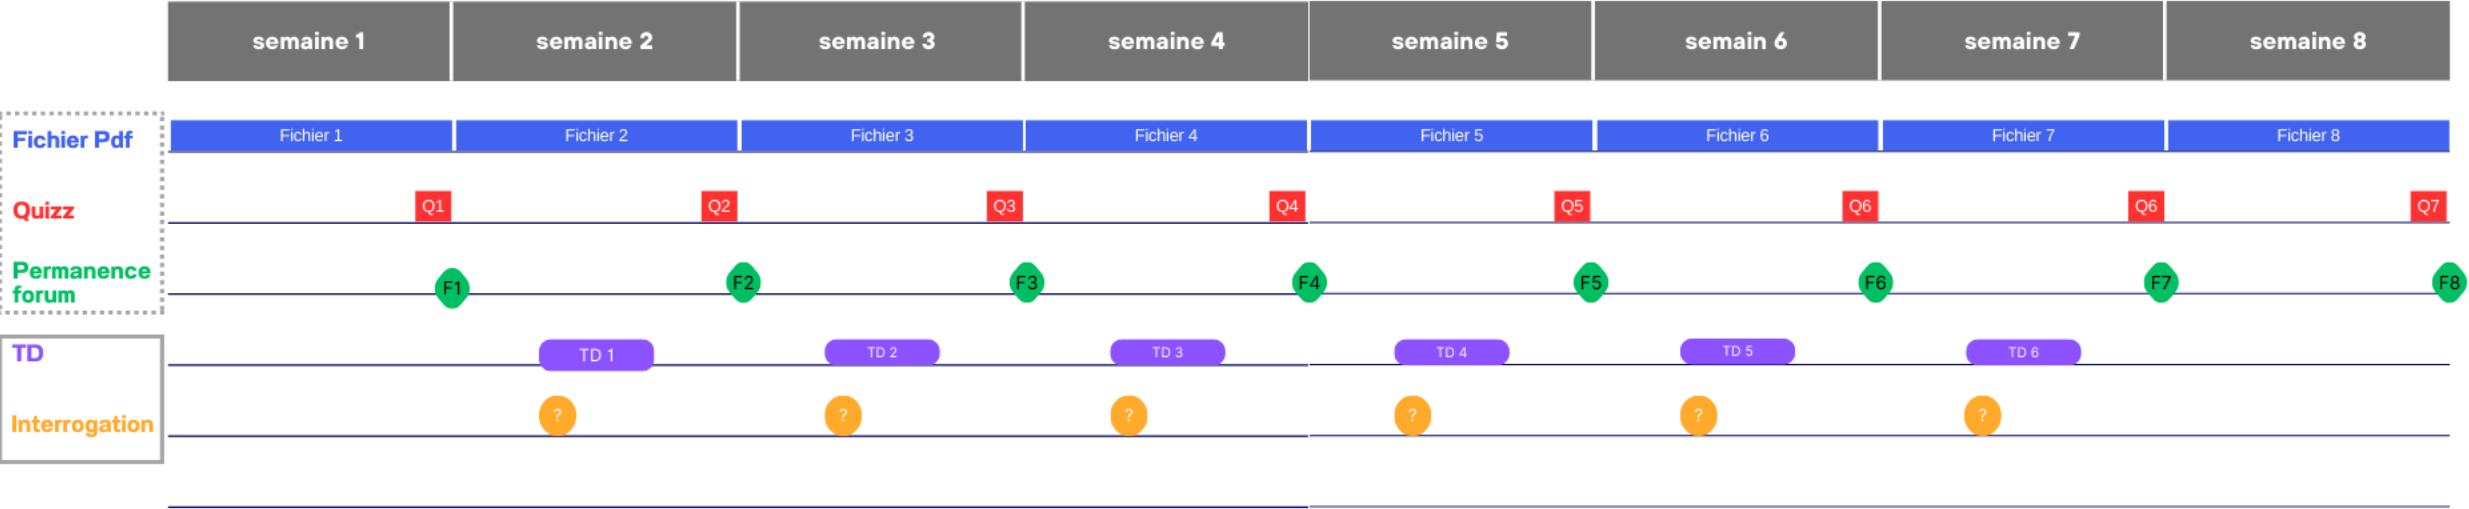 semaine 1
semaine 2
semaine 3
semaine 4
semaine 5
semain 6
semaine 7
semaine 8
Fichier Pdf
Fichier 1
Fichier 2
Fichier 3
Fichier 4
Fichier 5
Fichier 6
Fichier 7
Fichier 8
Quizz
Q1
Q2
Q3
Q4
Q5
Q6
Q6
Q7
Permanence
forum
F1
F2
F3
F4
F5
F6
F7
F8
TD
TD 1
TD 2
TD 3
TD 4
TD 5
TD 6
Interrogation
?
?
?
?
?
?